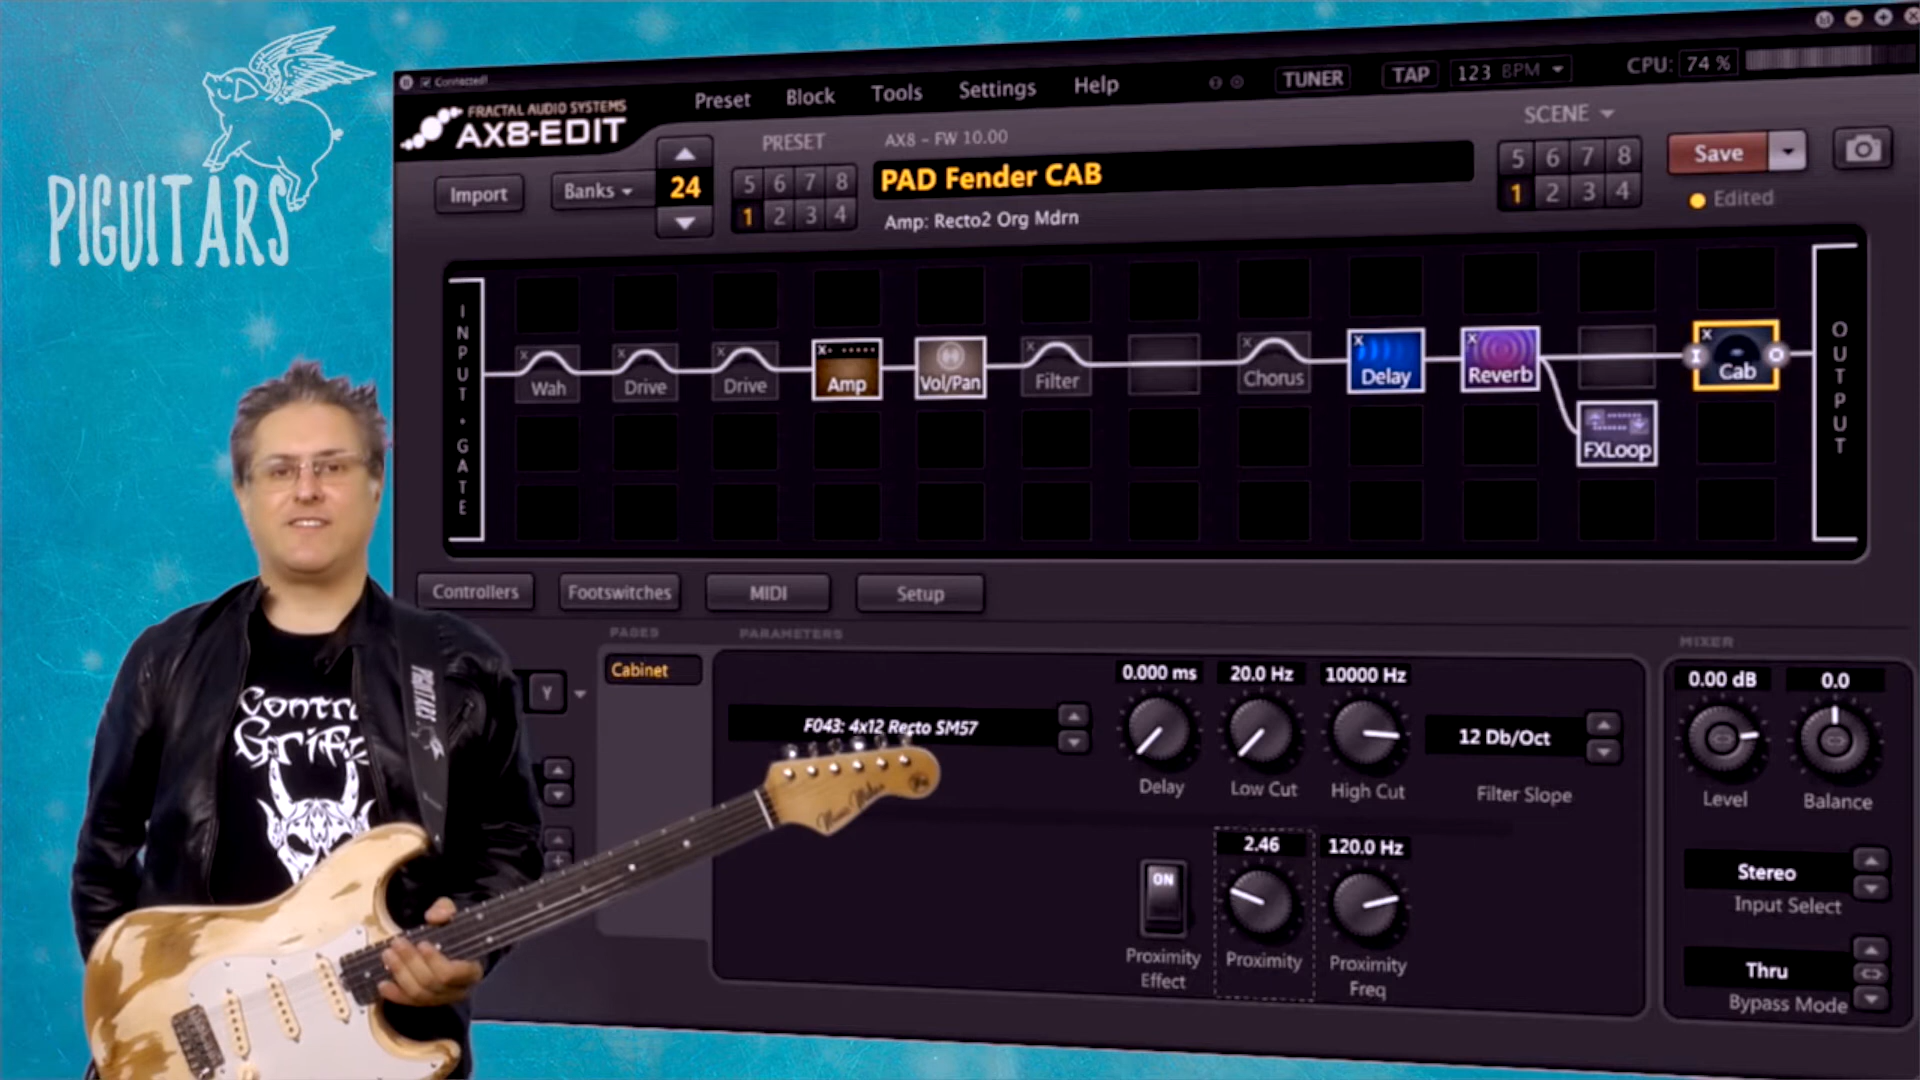 PIGUITARS
Connected!
FRACTAL AUDIO SYSTEMS
AX8-EDIT
Preset Block Tools Settings Help
TUNER TAP 123 BPM CPU: 74 %
Import Banks 24
PRESET
5 6 7 8
1 2 3 4
AX8 - FW 10.00
PAD Fender CAB
Amp: Recto2 Org Mdrn
SCENE
5 6 7 8
1 2 3 4
Save
Edited
INPUT • GATE
X Wah
X Drive
X Drive
X Amp
Vol/Pan
X Filter
X Chorus
X Delay
X Reverb
FXLoop
X Cab
OUTPUT
Controllers Footswitches MIDI Setup
PAGES PARAMETERS MIXER
Y
Cabinet
F043: 4x12 Recto SM57
0.000 ms 20.0 Hz 10000 Hz
12 Db/Oct
Delay Low Cut High Cut Filter Slope
ON
2.46 120.0 Hz
Proximity Effect
Proximity
Proximity Freq
0.00 dB 0.0
Level Balance
Stereo
Input Select
Thru
Bypass Mode
PIGUITARS